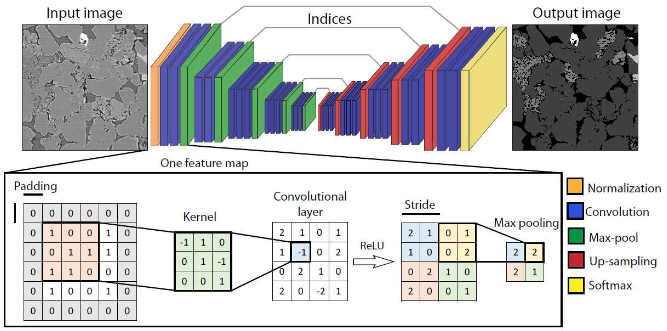 Input image
Indices
Output image
One feature map
Padding
0 0 0 0 0 0
0 1 0 0 1 0
0 0 1 1 0 0
0 1 1 0 1 0
0 1 0 0 1 0
0 0 0 0 0 0
Kernel
-1 1 0
0 1 -1
0 0 1
Convolutional
layer
2 1 0 1
1 -1 0 2
0 2 1 0
2 0 -2 1
ReLU
Stride
2 1 0 1
1 0 0 2
0 2 1 0
2 0 0 1
Max pooling
2 2
2 1
Normalization
Convolution
Max-pool
Up-sampling
Softmax